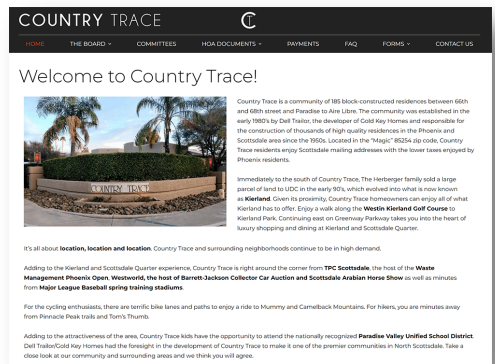 COUNTRY TRACE
CT
HOME THE BOARD COMMITTEES HOA DOCUMENTS PAYMENTS FAQ FORMS CONTACT US
Welcome to Country Trace!
COUNTRY TRACE
Country Trace is a community of 185 block-constructed residences between 66th
and 68th street and Paradise to Aire Libre. The community was established in the
early 1980's by Dell Trailor, the developer of Gold Key Homes and responsible for
the construction of thousands of high quality residences in the Phoenix and
Scottsdale area since the 1950s. Located in the "Magic" 85254 zip code, Country
Trace residents enjoy Scottsdale mailing addresses with the lower taxes enjoyed by
Phoenix residents.
Immediately to the south of Country Trace, The Herberger family sold a large
parcel of land to UDC in the early 90's, which evolved into what is now known
as Kierland. Given its proximity, Country Trace homeowners can enjoy all of what
Kierland has to offer. Enjoy a walk along the Westin Kierland Golf Course to
Kierland Park. Continuing east on Greenway Parkway takes you into the heart of
luxury shopping and dining at Kierland and Scottsdale Quarter.
It's all about location, location and location. Country Trace and surrounding neighborhoods continue to be in high demand.
Adding to the Kierland and Scottsdale Quarter experience, Country Trace is right around the corner from TPC Scottsdale, the host of the Waste
Management Phoenix Open, Westworld, the host of Barrett-Jackson Collector Car Auction and Scottsdale Arabian Horse Show as well as minutes
from Major League Baseball spring training stadiums.
For the cycling enthusiasts, there are terrific bike lanes and paths to enjoy a ride to Mummy and Camelback Mountains. For hikers, you are minutes away
from Pinnacle Peak trails and Tom's Thumb.
Adding to the attractiveness of the area, Country Trace kids have the opportunity to attend the nationally recognized Paradise Valley Unified School District.
Dell Trailor/Gold Key Homes had the foresight in the development of Country Trace to make it one of the premier communities in North Scottsdale. Take a
close look at our community and surrounding areas and we think you will agree.